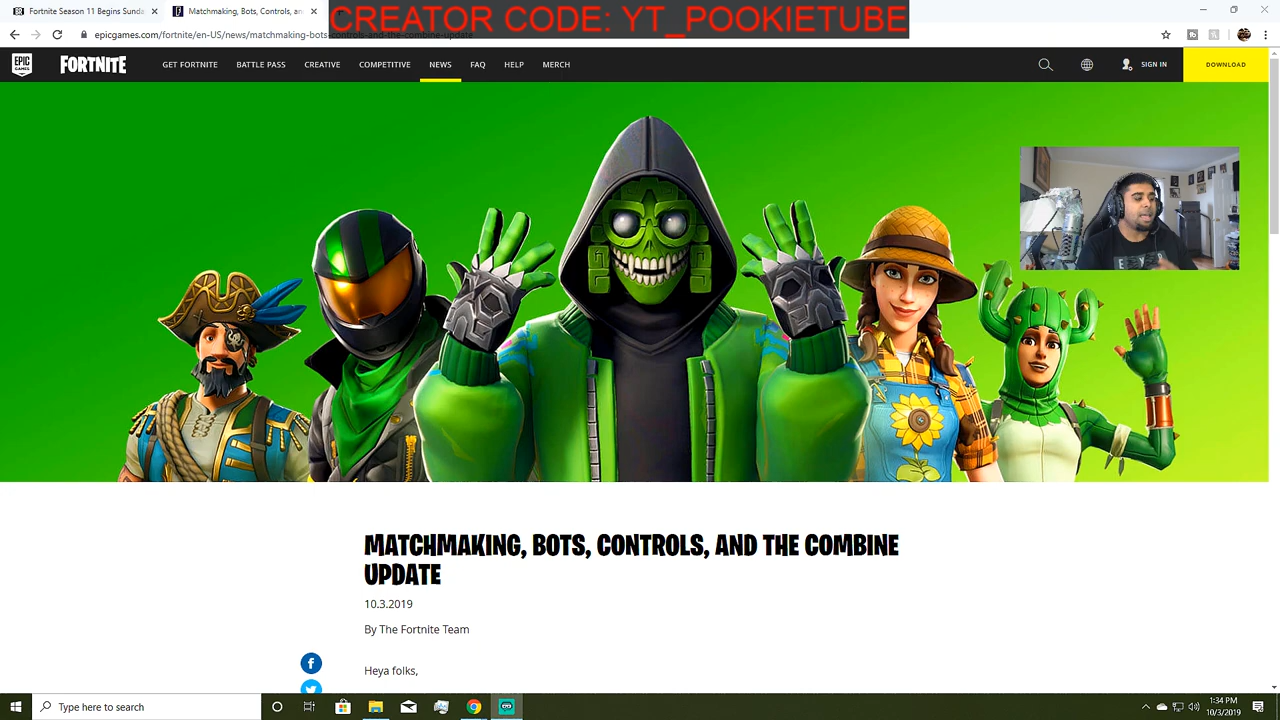 Fortnite Season 11 Begins Sunda
Matchmaking, Bots, Controls, an
CREATOR CODE: YT_POOKIETUBE
epicgames.com/fortnite/en-US/news/matchmaking-bots-controls-and-the-combine-update
EPIC GAMES
FORTNITE
GET FORTNITE BATTLE PASS CREATIVE COMPETITIVE NEWS FAQ HELP MERCH
SIGN IN
DOWNLOAD
MATCHMAKING, BOTS, CONTROLS, AND THE COMBINE
UPDATE
10.3.2019
By The Fortnite Team
Heya folks,
Type here to search
1:34 PM
10/3/2019